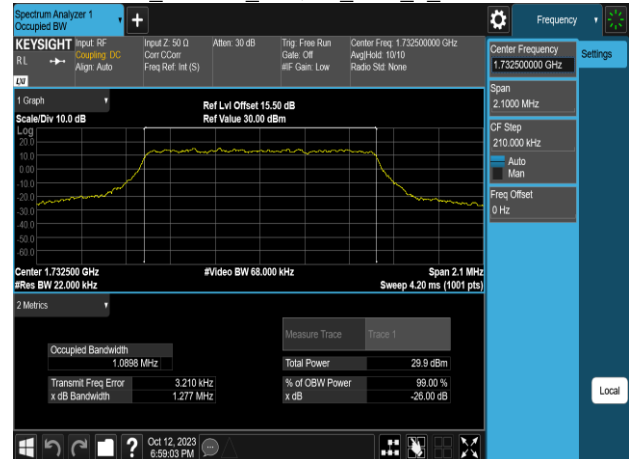 Spectrum Analyzer 1
Occupied BW
+
Frequency
KEYSIGHT
RL
LXI
Input: RF
Coupling: DC
Align: Auto
Input Z: 50 Ω
Corr CCorr
Freq Ref: Int (S)
Atten: 30 dB
Trig: Free Run
Gate: Off
#IF Gain: Low
Center Freq: 1.732500000 GHz
Avg|Hold: 10/10
Radio Std: None
Center Frequency
1.732500000 GHz
Settings
Span
2.1000 MHz
CF Step
210.000 kHz
Auto
Man
Freq Offset
0 Hz
1 Graph
Scale/Div 10.0 dB
Ref Lvl Offset 15.50 dB
Ref Value 30.00 dBm
Log
20.0
10.0
0.00
-10.0
-20.0
-30.0
-40.0
-50.0
-60.0
Center 1.732500 GHz
#Video BW 68.000 kHz
Span 2.1 MHz
#Res BW 22.000 kHz
Sweep 4.20 ms (1001 pts)
2 Metrics
Measure Trace
Trace 1
Occupied Bandwidth
1.0898 MHz
Total Power
29.9 dBm
Transmit Freq Error
3.210 kHz
% of OBW Power
99.00 %
x dB Bandwidth
1.277 MHz
x dB
-26.00 dB
Local
?
Oct 12, 2023
6:59:03 PM